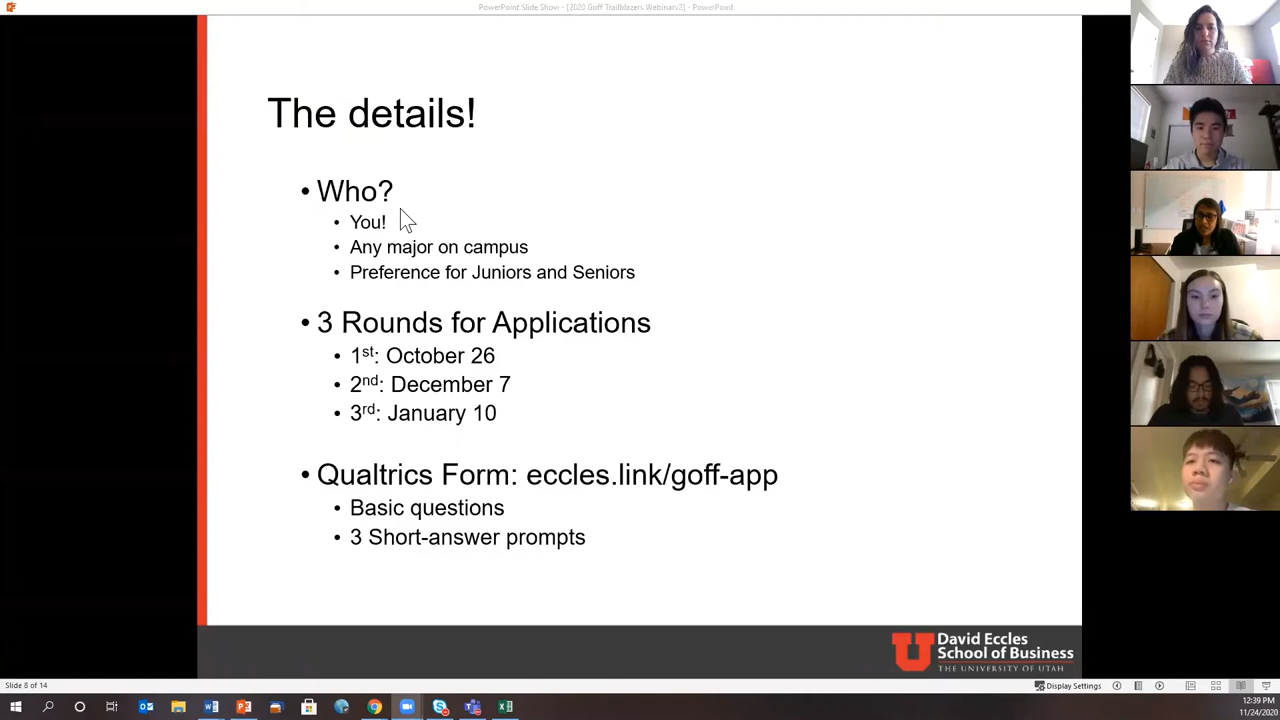 PowerPoint Slide Show - [2020 Goff Trailblazers Webinarv2] - PowerPoint
The details!
• Who?
• You!
• Any major on campus
• Preference for Juniors and Seniors
• 3 Rounds for Applications
• 1st: October 26
• 2nd: December 7
• 3rd: January 10
• Qualtrics Form: eccles.link/goff-app
• Basic questions
• 3 Short-answer prompts
U David Eccles
School of Business
THE UNIVERSITY OF UTAH
Slide 8 of 14
Display Settings
12:39 PM
11/24/2020